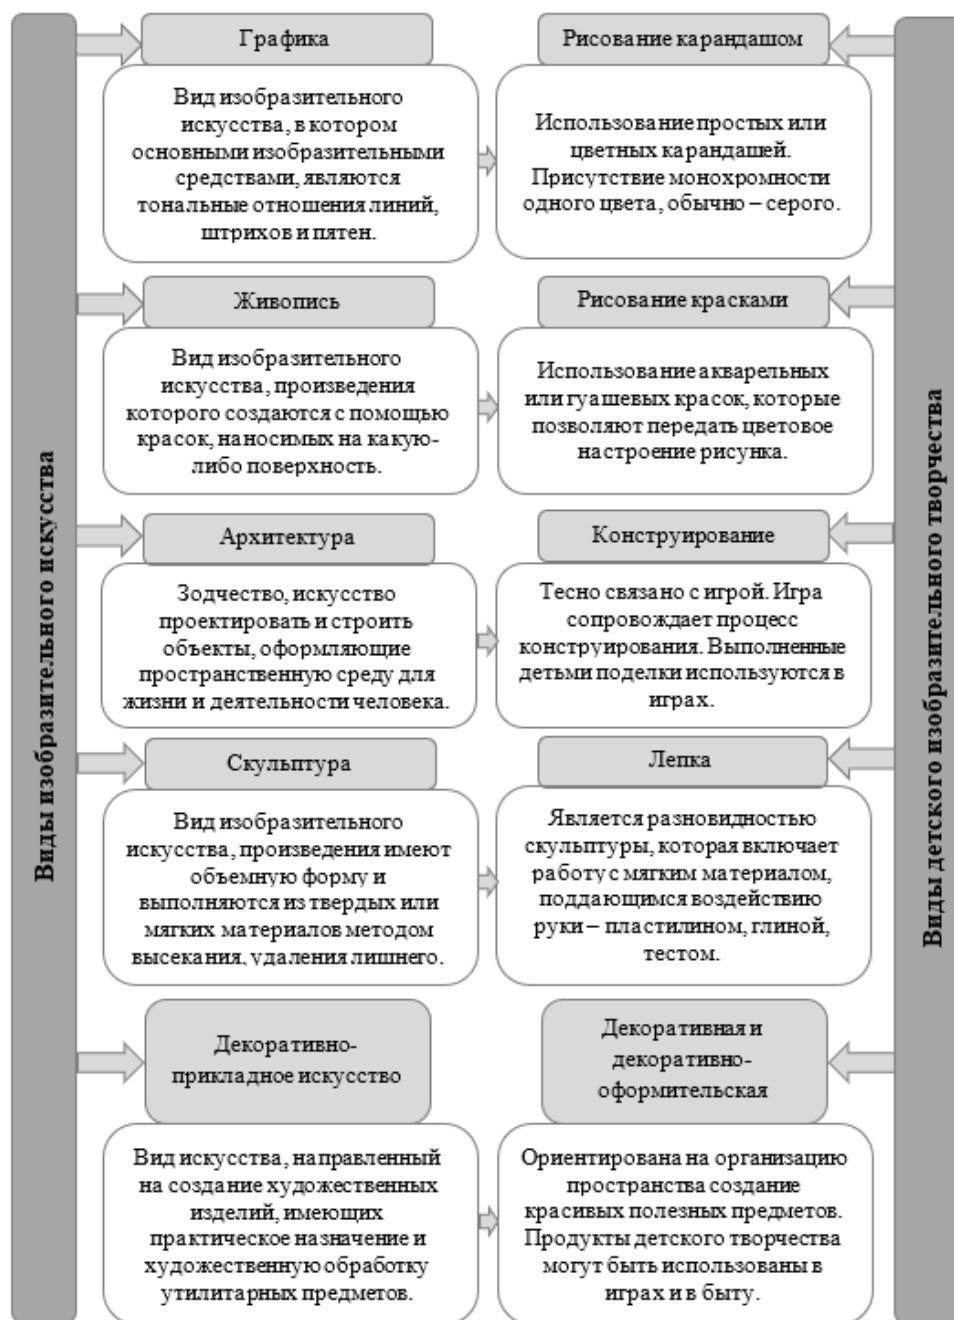 Виды изобразительного искусства
Графика
Вид изобразительного
искусства, в котором
основными изобразительными
средствами, являются
тональные отношения линий,
штрихов и пятен.
Рисование карандашом
Использование простых или
цветных карандашей.
Присутствие монохромности
одного цвета, обычно – серого.
Живопись
Вид изобразительного
искусства, произведения
которого создаются с помощью
красок, наносимых на какую-
либо поверхность.
Рисование красками
Использование акварельных
или гуашевых красок, которые
позволяют передать цветовое
настроение рисунка.
Архитектура
Зодчество, искусство
проектировать и строить
объекты, оформляющие
пространственную среду для
жизни и деятельности человека.
Конструирование
Тесно связано с игрой. Игра
сопровождает процесс
конструирования. Выполненные
детьми поделки используются в
играх.
Скульптура
Вид изобразительного
искусства, произведения имеют
объемную форму и
выполняются из твердых или
мягких материалов методом
высекания, удаления лишнего.
Лепка
Является разновидностью
скульптуры, которая включает
работу с мягким материалом,
поддающимся воздействию
руки – пластилином, глиной,
тестом.
Декоративно-
прикладное искусство
Вид искусства, направленный
на создание художественных
изделий, имеющих
практическое назначение и
художественную обработку
утилитарных предметов.
Декоративная и
декоративно-
оформительская
Ориентирована на организацию
пространства создание
красивых полезных предметов.
Продукты детского творчества
могут быть использованы в
играх и в быту.
Виды детского изобразительного творчества